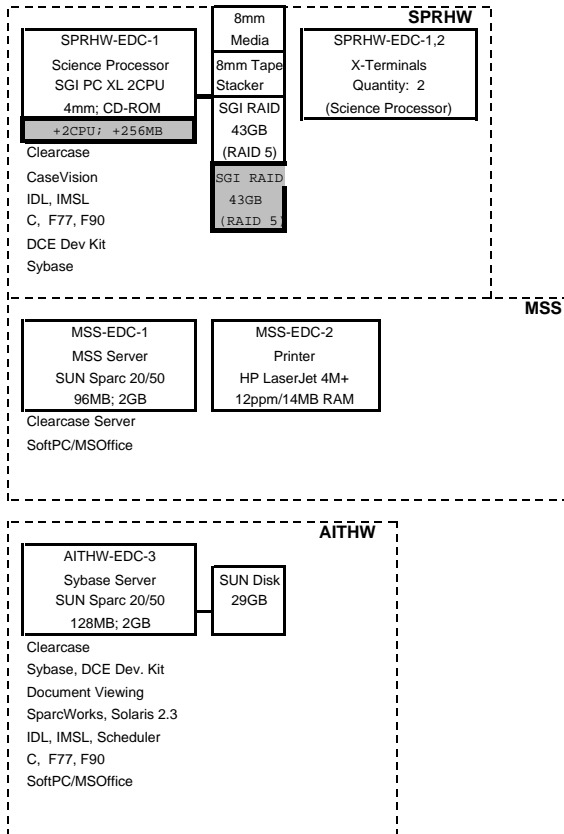 SPRHW
SPRHW-EDC-1
Science Processor
SGI PC XL 2CPU
4mm; CD-ROM
+2CPU; +256MB
Clearcase
CaseVision
IDL, IMSL
C, F77, F90
DCE Dev Kit
Sybase
8mm
Media
8mm Tape
Stacker
SGI RAID
43GB
(RAID 5)
SGI RAID
43GB
(RAID 5)
SPRHW-EDC-1,2
X-Terminals
Quantity: 2
(Science Processor)
MSS
MSS-EDC-1
MSS Server
SUN Sparc 20/50
96MB; 2GB
Clearcase Server
SoftPC/MSOffice
MSS-EDC-2
Printer
HP LaserJet 4M+
12ppm/14MB RAM
AITHW
AITHW-EDC-3
Sybase Server
SUN Sparc 20/50
128MB; 2GB
SUN Disk
29GB
Clearcase
Sybase, DCE Dev. Kit
Document Viewing
SparcWorks, Solaris 2.3
IDL, IMSL, Scheduler
C, F77, F90
SoftPC/MSOffice